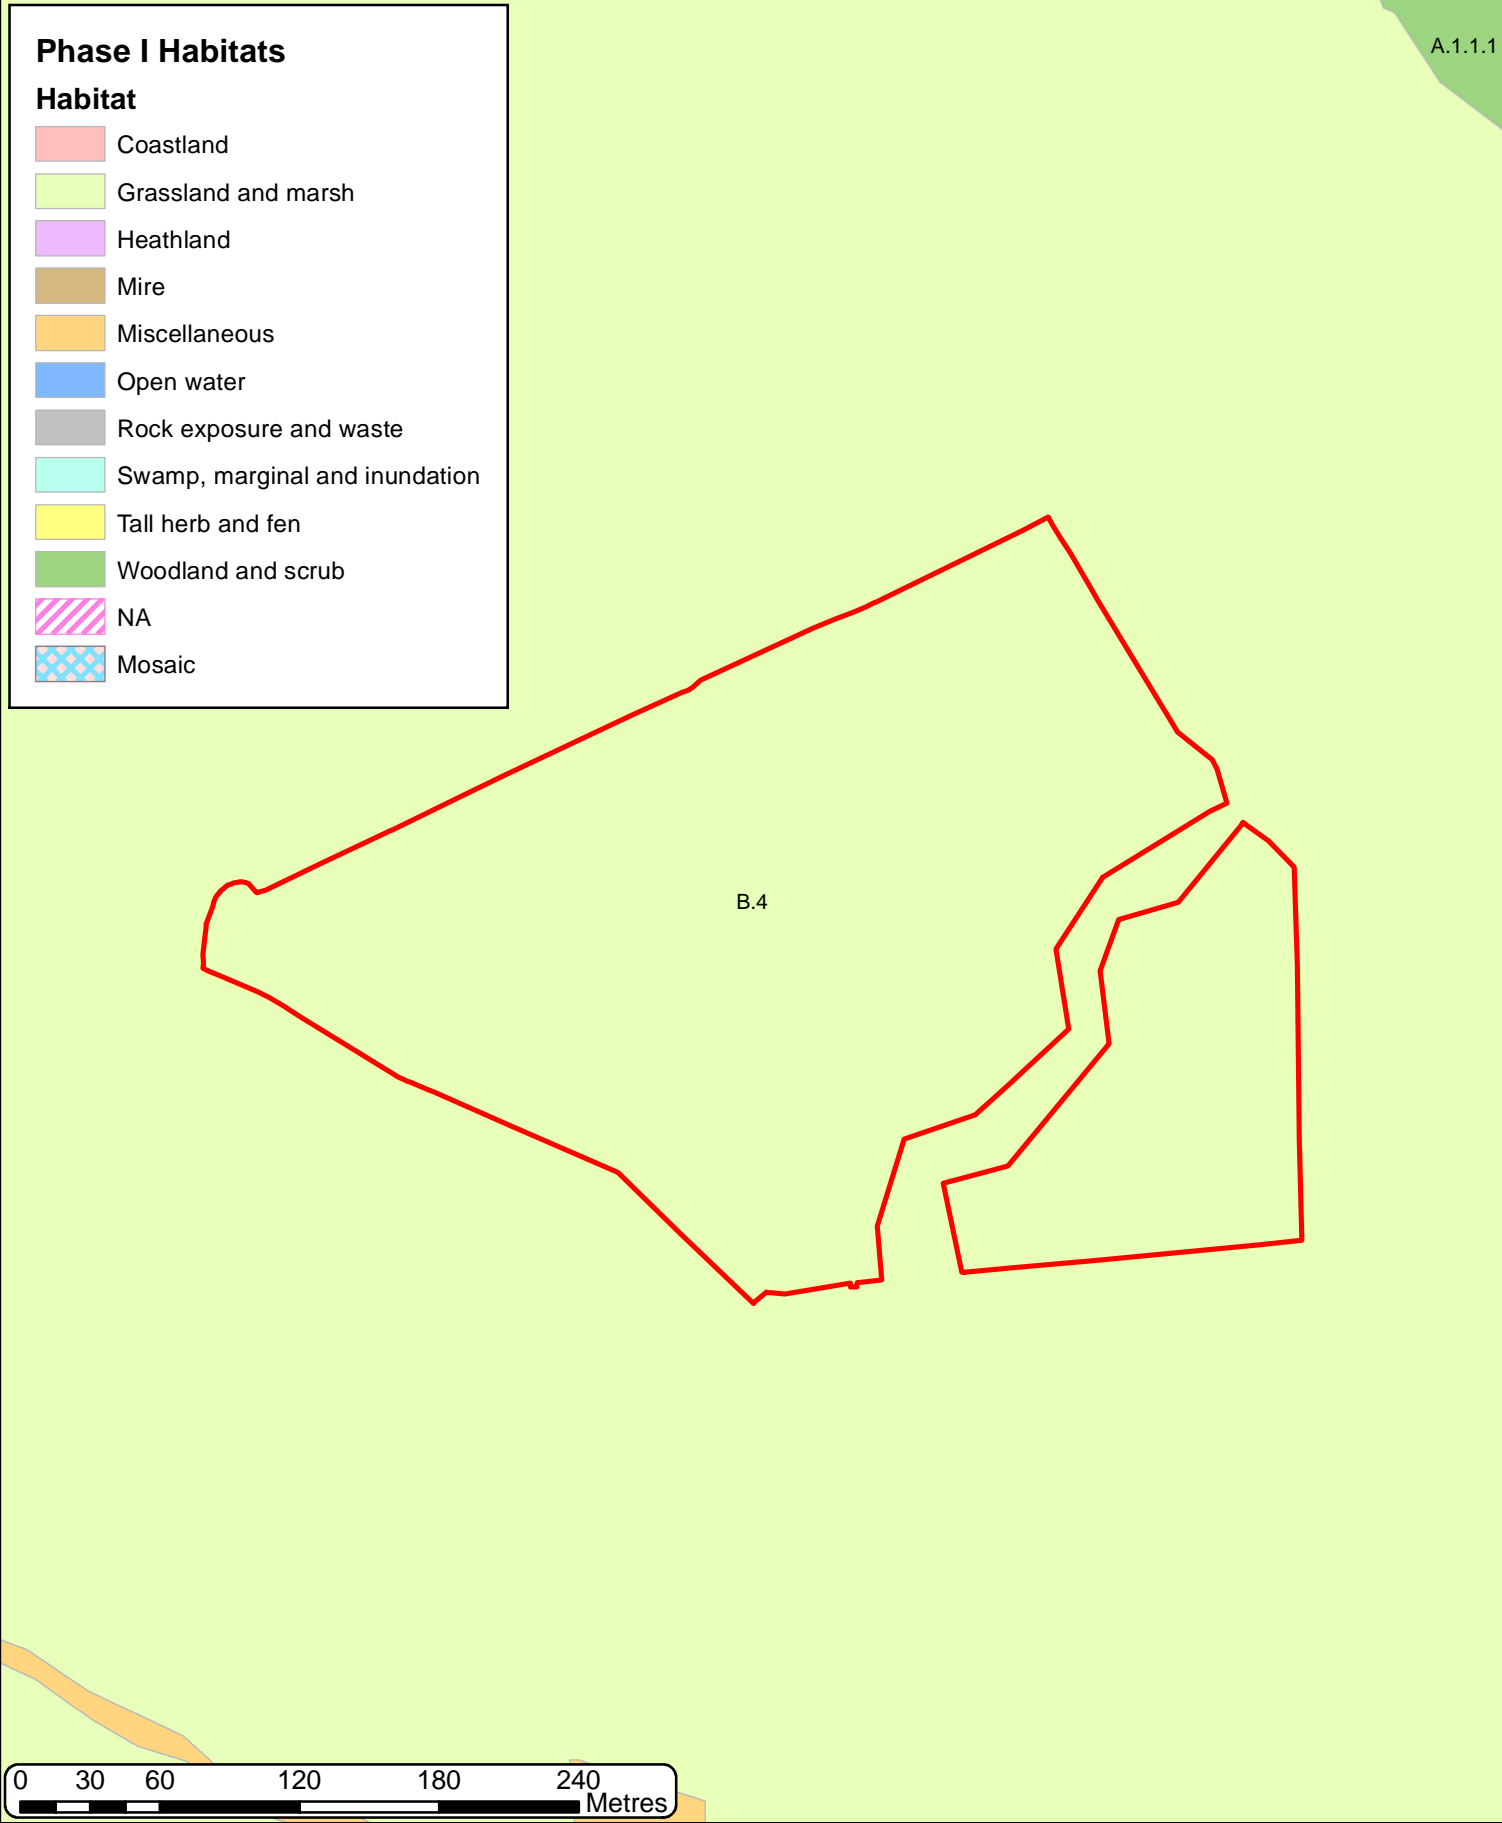 Phase I Habitats
Habitat
Coastland
Grassland and marsh
Heathland
Mire
Miscellaneous
Open water
Rock exposure and waste
Swamp, marginal and inundation
Tall herb and fen
Woodland and scrub
NA
Mosaic
A.1.1.1
B.4
0 30 60 120 180 240
Metres